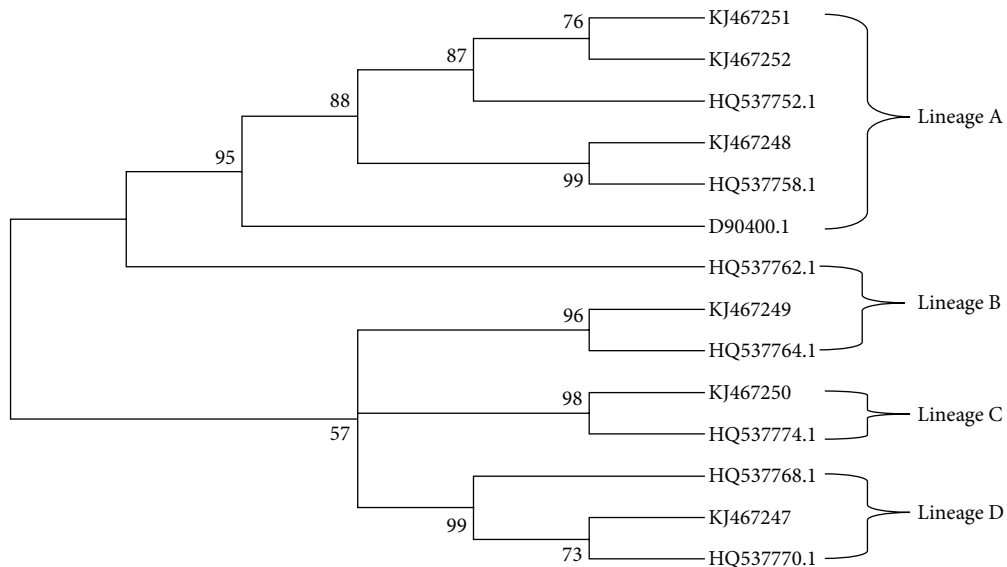 76
KJ467251
87
KJ467252
88
HQ537752.1
Lineage A
95
KJ467248
99
HQ537758.1
D90400.1
HQ537762.1
96
KJ467249
Lineage B
HQ537764.1
98
KJ467250
57
HQ537774.1
Lineage C
HQ537768.1
99
KJ467247
Lineage D
73
HQ537770.1